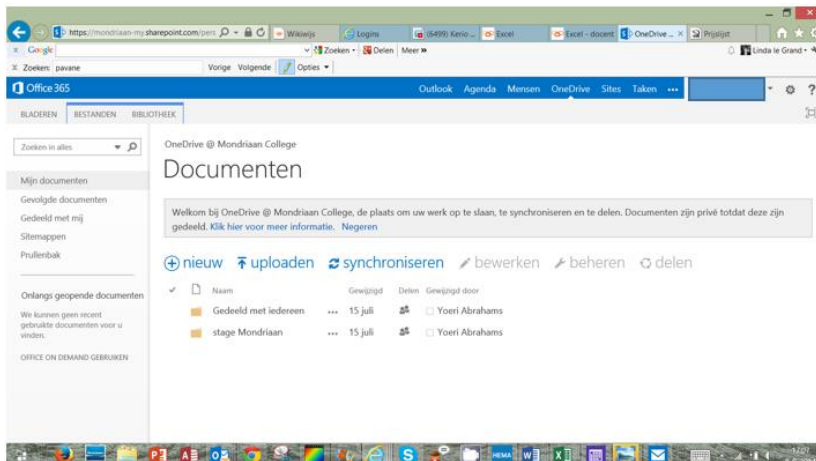 https://mondriaan-my.sharepoint.com/pers
Wikiwijs
Logins
(6499) Kerio ...
Excel
Excel - docent
OneDrive ...
Prijslijst
Google
Zoeken
Delen
Meer »
Linda le Grand
x Zoeken: pavane
Vorige
Volgende
Opties
Office 365
Outlook
Agenda
Mensen
OneDrive
Sites
Taken
BLADEREN
BESTANDEN
BIBLIOTHEEK
Zoeken in alles
OneDrive @ Mondriaan College
Documenten
Mijn documenten
Gevolgde documenten
Gedeeld met mij
Sitemappen
Prullenbak
Welkom bij OneDrive @ Mondriaan College, de plaats om uw werk op te slaan, te synchroniseren en te delen. Documenten zijn privé totdat deze zijn
gedeeld. Klik hier voor meer informatie. Negeren
nieuw
uploaden
synchroniseren
bewerken
beheren
delen
Naam
Gewijzigd
Delen
Gewijzigd door
Gedeeld met iedereen ... 15 juli Yoeri Abrahams
stage Mondriaan ... 15 juli Yoeri Abrahams
Onlangs geopende documenten
We kunnen geen recent
gebruikte documenten voor u
vinden.
OFFICE ON DEMAND GEBRUIKEN
HEMA
17:07